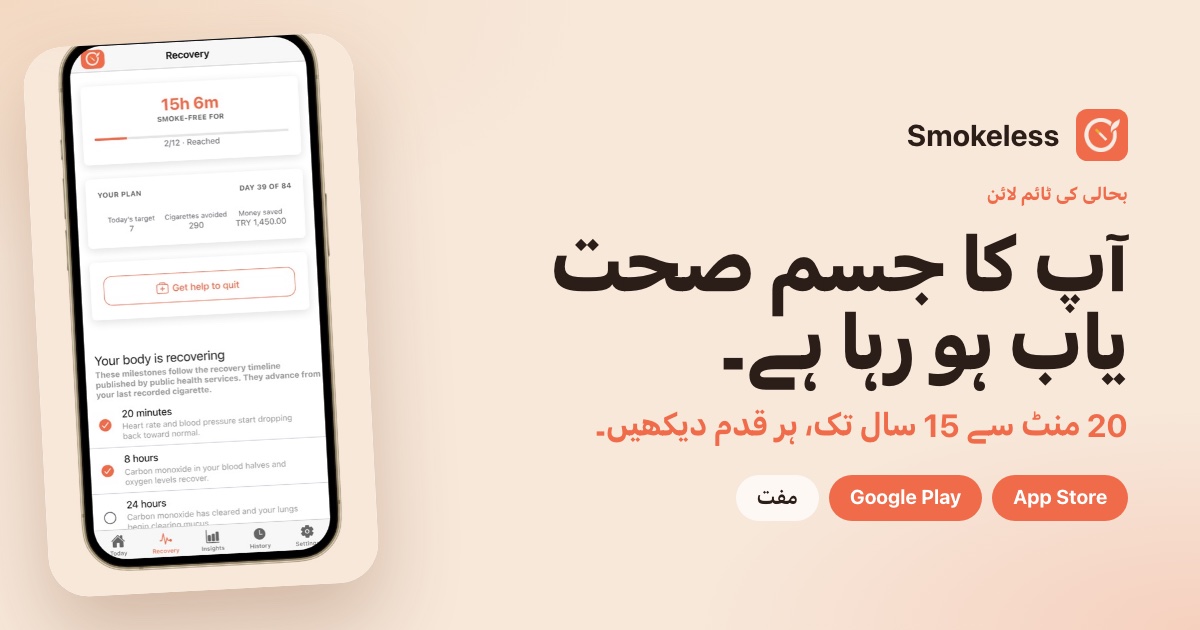 Smokeless
بحالی کی ٹائم لائن
آپ کا جسم صحت
یاب ہو رہا ہے۔
20 منٹ سے 15 سال تک، ہر قدم دیکھیں۔
App Store
Google Play
مفت
Recovery
15h 6m
SMOKE-FREE FOR
2/12 · Reached
YOUR PLAN
DAY 39 OF 84
Today's target
7
Cigarettes avoided
290
Money saved
TRY 1,450.00
Get help to quit
Your body is recovering
These milestones follow the recovery timeline
published by public health services. They advance from
your last recorded cigarette.
20 minutes
Heart rate and blood pressure start dropping
back toward normal.
8 hours
Carbon monoxide in your blood halves and
oxygen levels recover.
24 hours
Carbon monoxide has cleared and your lungs
begin clearing mucus.
Today
Recovery
Insights
History
Settings